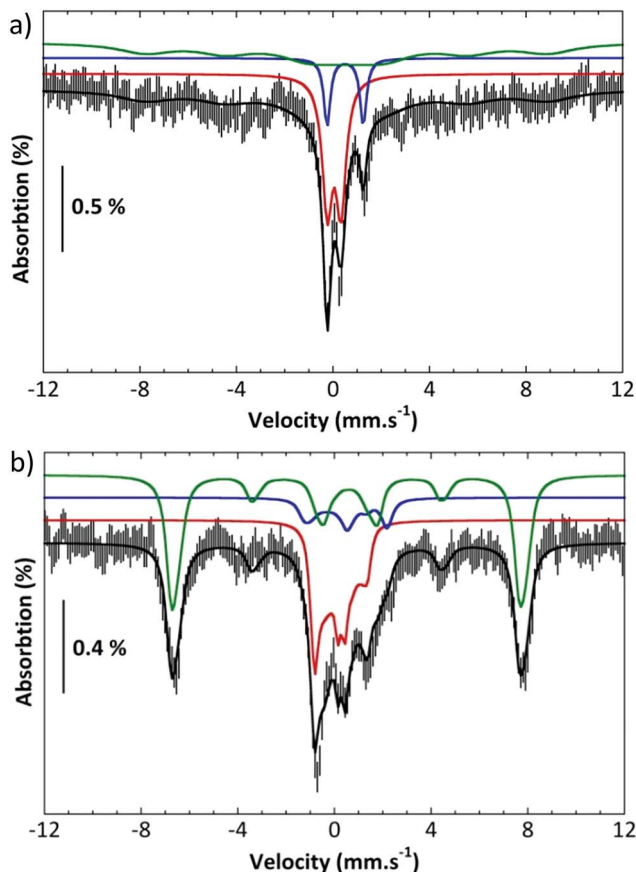 a)
Absorbtion (%)
0.5 %
-12 -8 -4 0 4 8 12
Velocity (mm.s⁻¹)
b)
Absorbtion (%)
0.4 %
-12 -8 -4 0 4 8 12
Velocity (mm.s⁻¹)